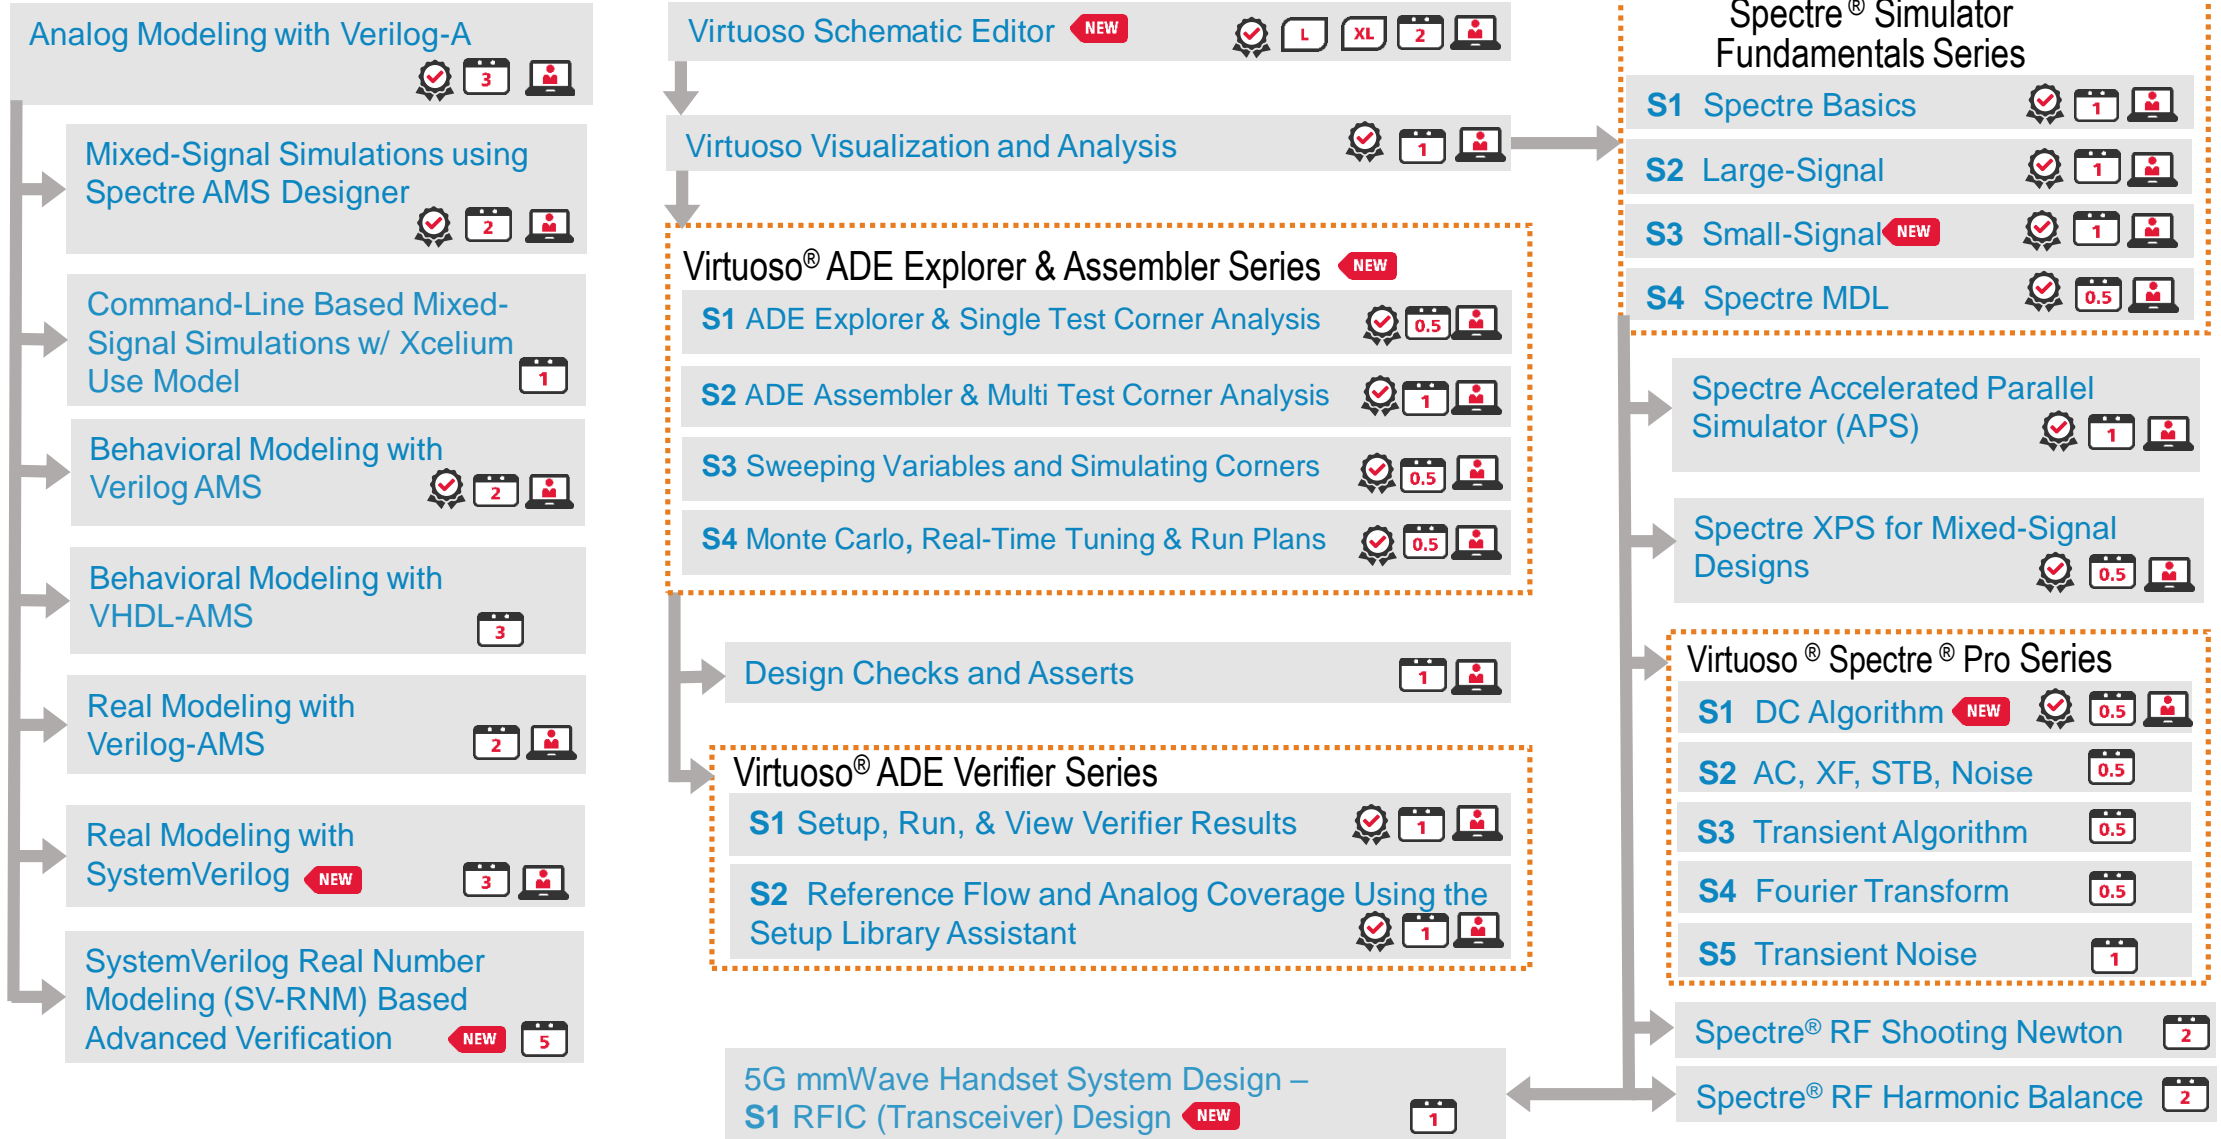 Analog Modeling with Verilog-A
3
Mixed-Signal Simulations using
Spectre AMS Designer
2
Command-Line Based Mixed-
Signal Simulations w/ Xcelium
Use Model
1
Behavioral Modeling with
Verilog AMS
2
Behavioral Modeling with
VHDL-AMS
3
Real Modeling with
Verilog-AMS
2
Real Modeling with
SystemVerilog NEW
3
SystemVerilog Real Number
Modeling (SV-RNM) Based
Advanced Verification NEW 5
Virtuoso Schematic Editor NEW L XL 2
Virtuoso Visualization and Analysis 1
Virtuoso® ADE Explorer & Assembler Series NEW
S1 ADE Explorer & Single Test Corner Analysis 0.5
S2 ADE Assembler & Multi Test Corner Analysis 1
S3 Sweeping Variables and Simulating Corners 0.5
S4 Monte Carlo, Real-Time Tuning & Run Plans 0.5
Design Checks and Asserts 1
Virtuoso® ADE Verifier Series
S1 Setup, Run, & View Verifier Results 1
S2 Reference Flow and Analog Coverage Using the
Setup Library Assistant 1
5G mmWave Handset System Design –
S1 RFIC (Transceiver) Design NEW 1
Spectre® Simulator
Fundamentals Series
S1 Spectre Basics 1
S2 Large-Signal 1
S3 Small-Signal NEW 1
S4 Spectre MDL 0.5
Spectre Accelerated Parallel
Simulator (APS) 1
Spectre XPS for Mixed-Signal
Designs 0.5
Virtuoso® Spectre® Pro Series
S1 DC Algorithm NEW 0.5
S2 AC, XF, STB, Noise 0.5
S3 Transient Algorithm 0.5
S4 Fourier Transform 0.5
S5 Transient Noise 1
Spectre® RF Shooting Newton 2
Spectre® RF Harmonic Balance 2